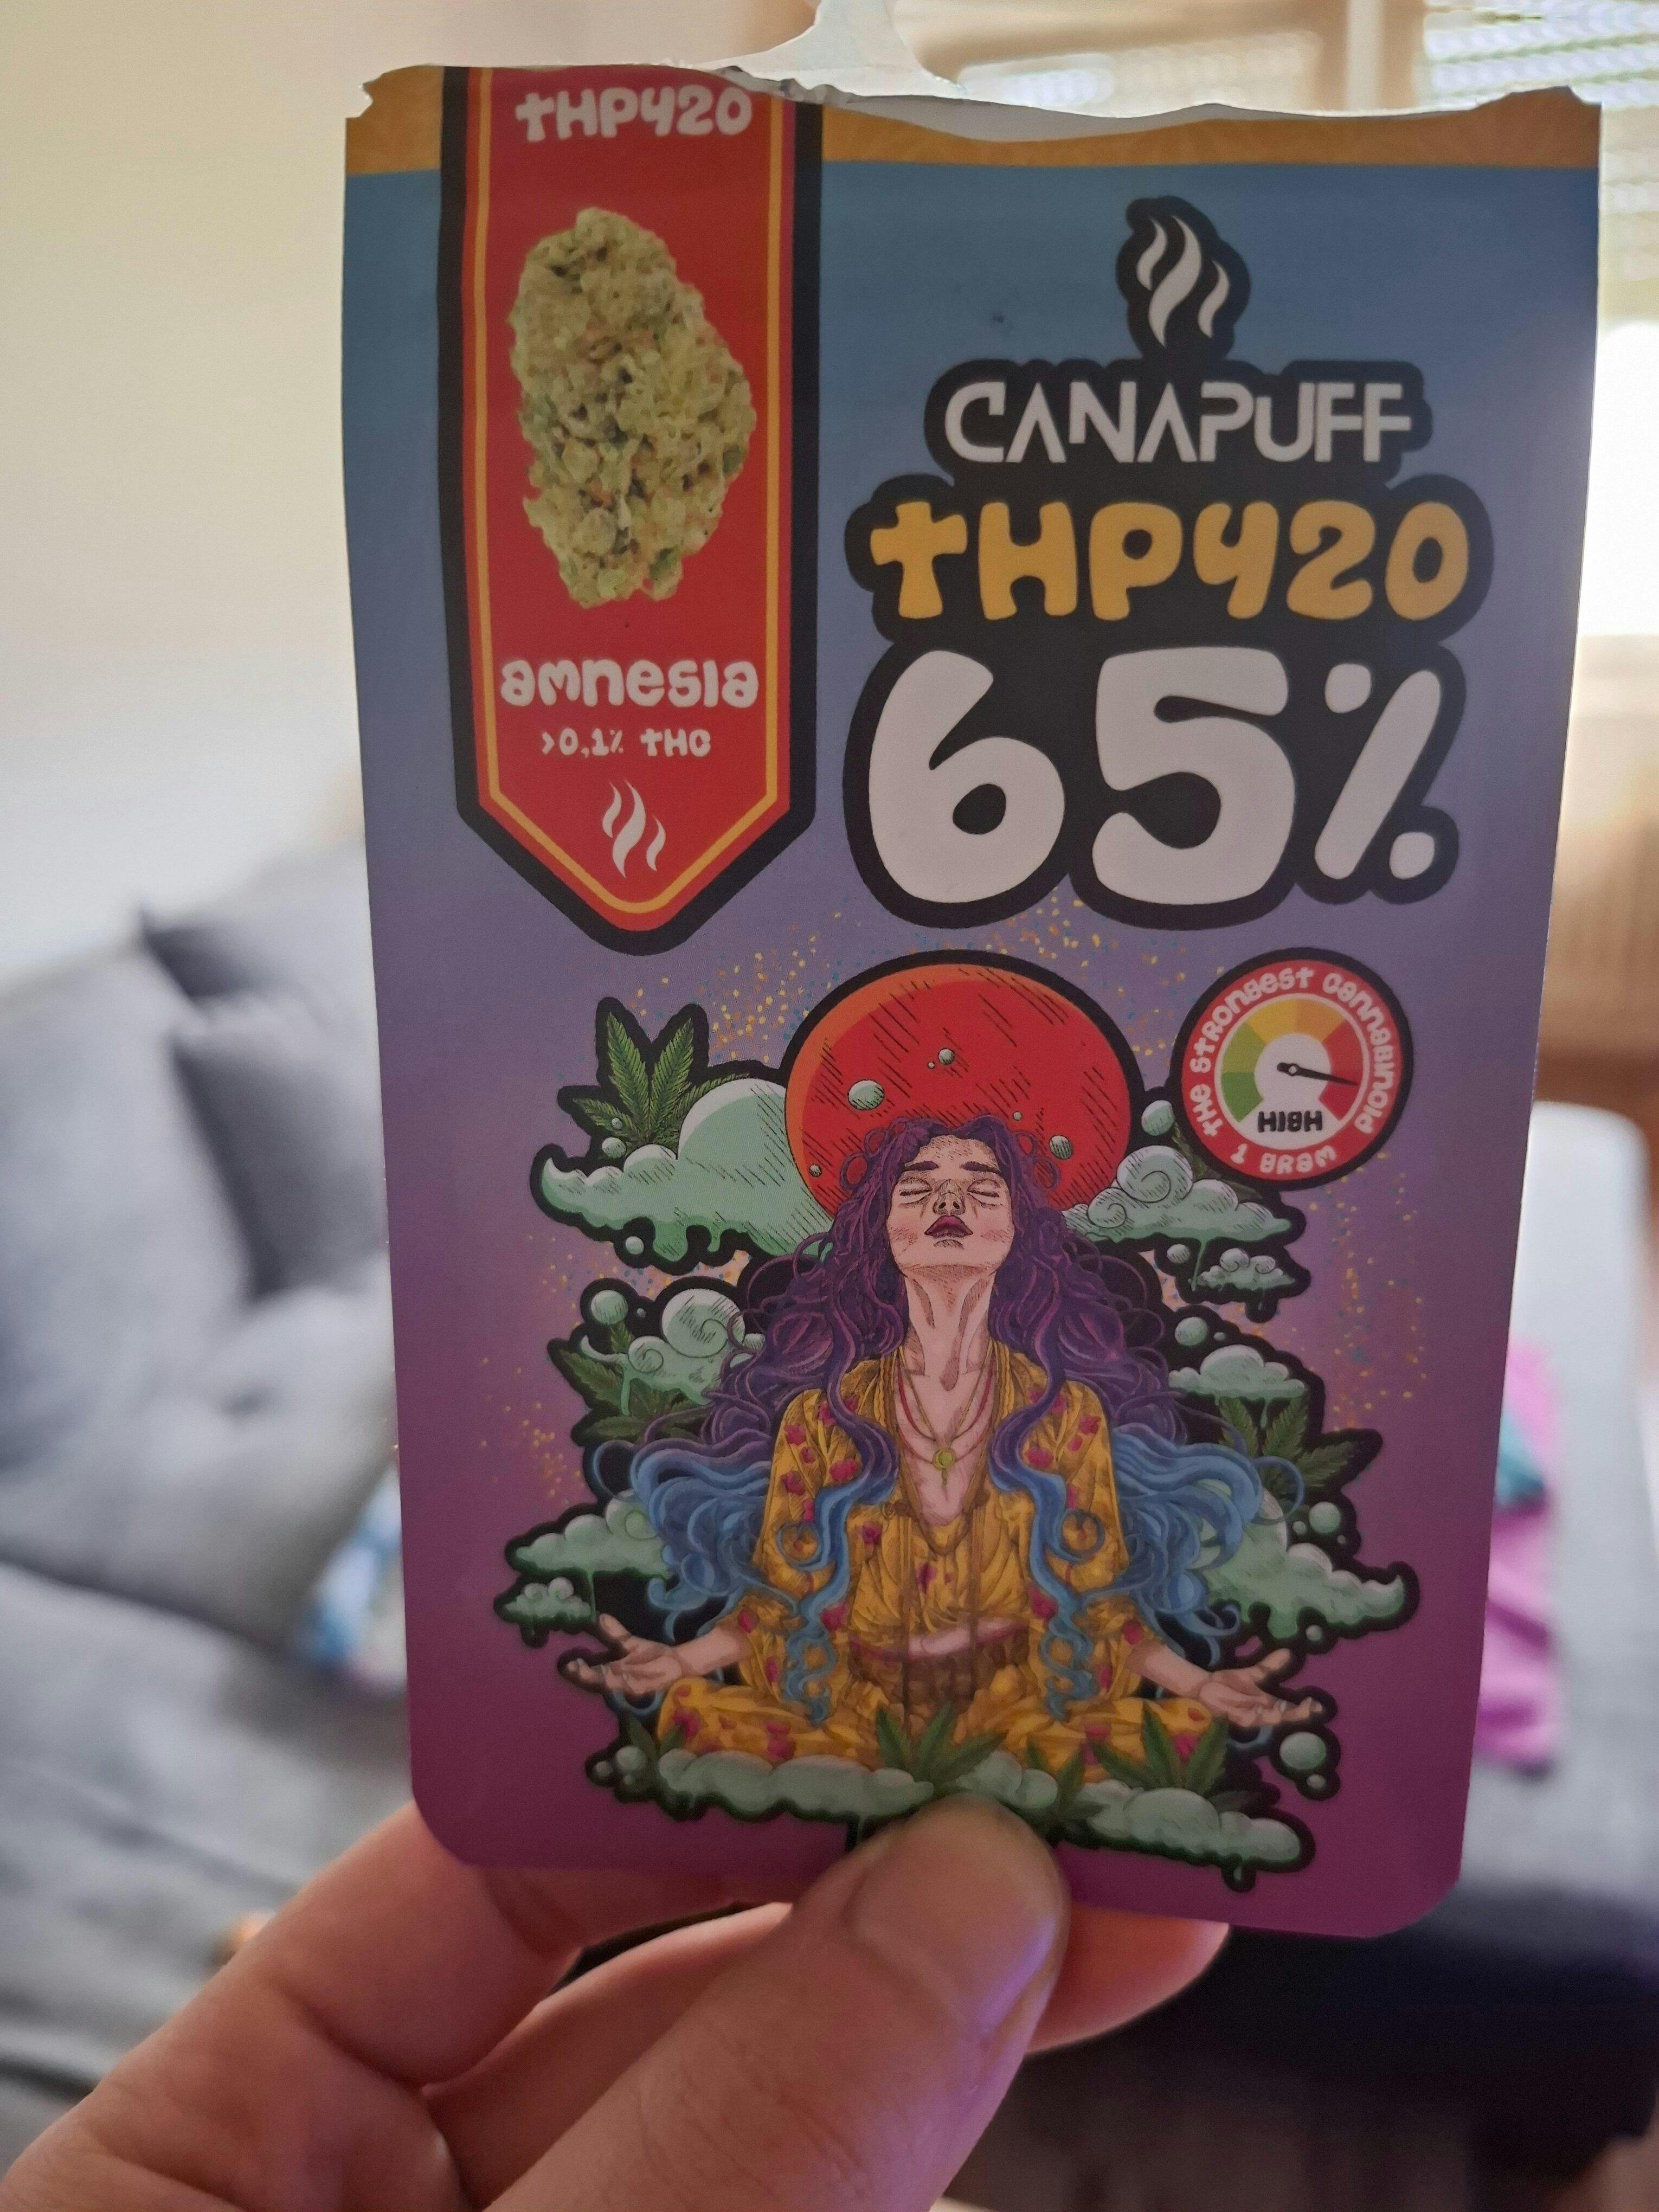 tHP420
amnesia
>0,1% tHC
CANAPUFF
tHP420
65%
tHE StRONGESt CANNABINOID
HIGH
1 GRAM